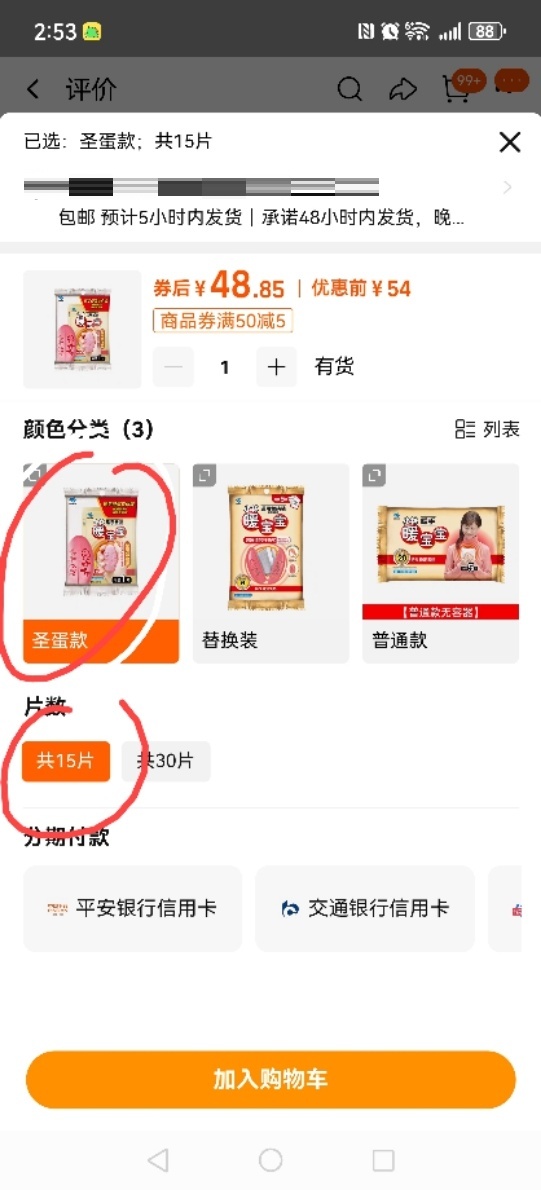 2:53
88
评价
99+
已选：圣蛋款；共15片
包邮 预计5小时内发货｜承诺48小时内发货，晚...
券后¥48.85 | 优惠前¥54
商品券满50减5
1 有货
颜色分类（3）
列表
暖宝宝
暖宝宝
暖宝宝
【普通款无容器】
圣蛋款
替换装
普通款
片数
共15片
共30片
分期付款
平安银行信用卡
交通银行信用卡
加入购物车